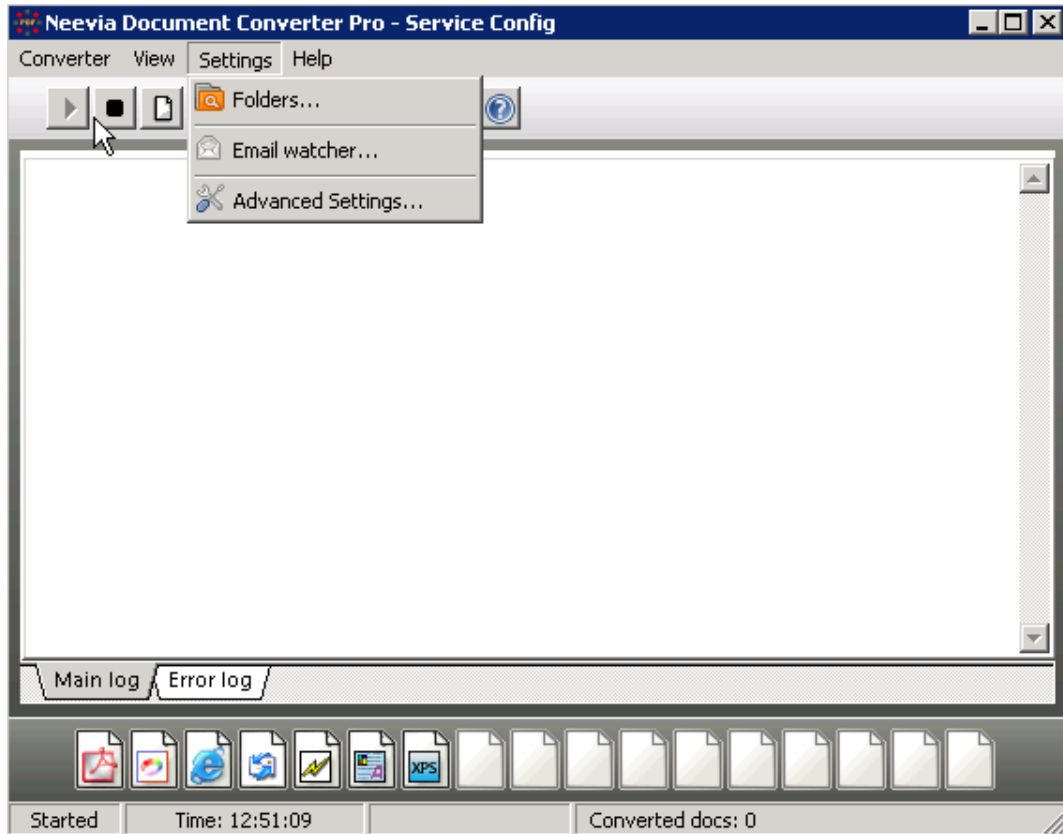 Neevia Document Converter Pro - Service Config
Converter View Settings Help
Folders...
Email watcher...
Advanced Settings...
Main log Error log
XPS
Started Time: 12:51:09 Converted docs: 0